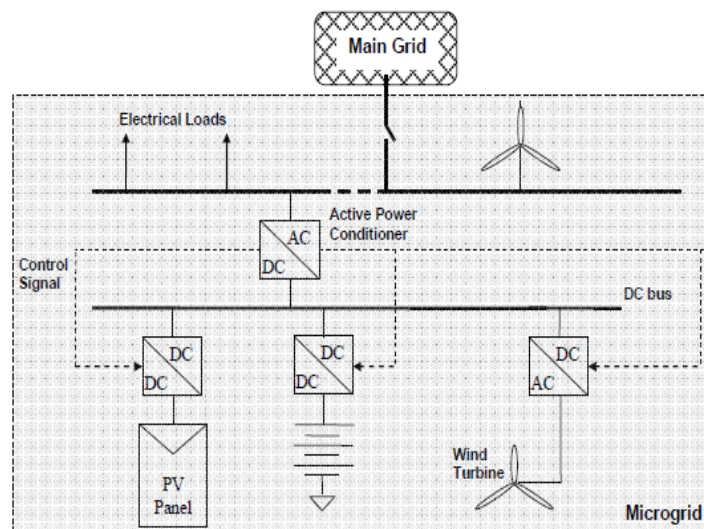 Main Grid
Electrical Loads
Active Power
Conditioner
AC
DC
Control
Signal
DC bus
DC
DC
DC
DC
DC
AC
PV
Panel
Wind
Turbine
Microgrid